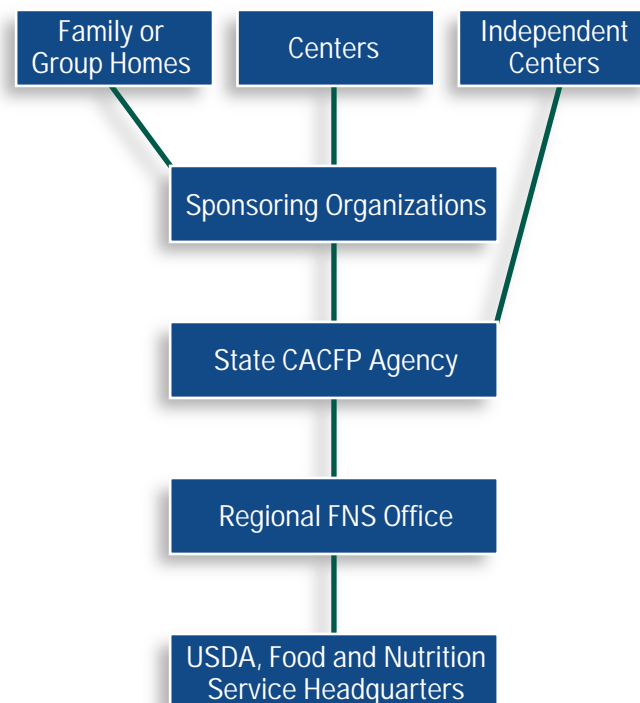 Family or
Group Homes
Centers
Independent
Centers
Sponsoring Organizations
State CACFP Agency
Regional FNS Office
USDA, Food and Nutrition
Service Headquarters